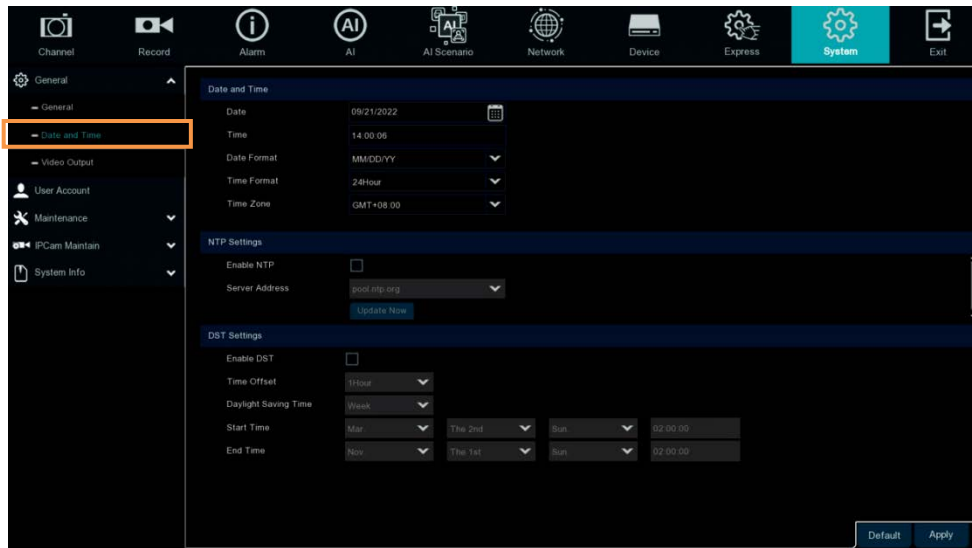 Channel Record Alarm AI AI Scenario Network Device Express System Exit
General
General
Date and Time
Video Output
User Account
Maintenance
IPCam Maintain
System Info
Date and Time
Date 09/21/2022
Time 14:00:06
Date Format MM/DD/YY
Time Format 24Hour
Time Zone GMT+08:00
NTP Settings
Enable NTP
Server Address pool.ntp.org
Update Now
DST Settings
Enable DST
Time Offset 1Hour
Daylight Saving Time Week
Start Time Mar. The 2nd Sun. 02:00:00
End Time Nov. The 1st Sun. 02:00:00
Default Apply